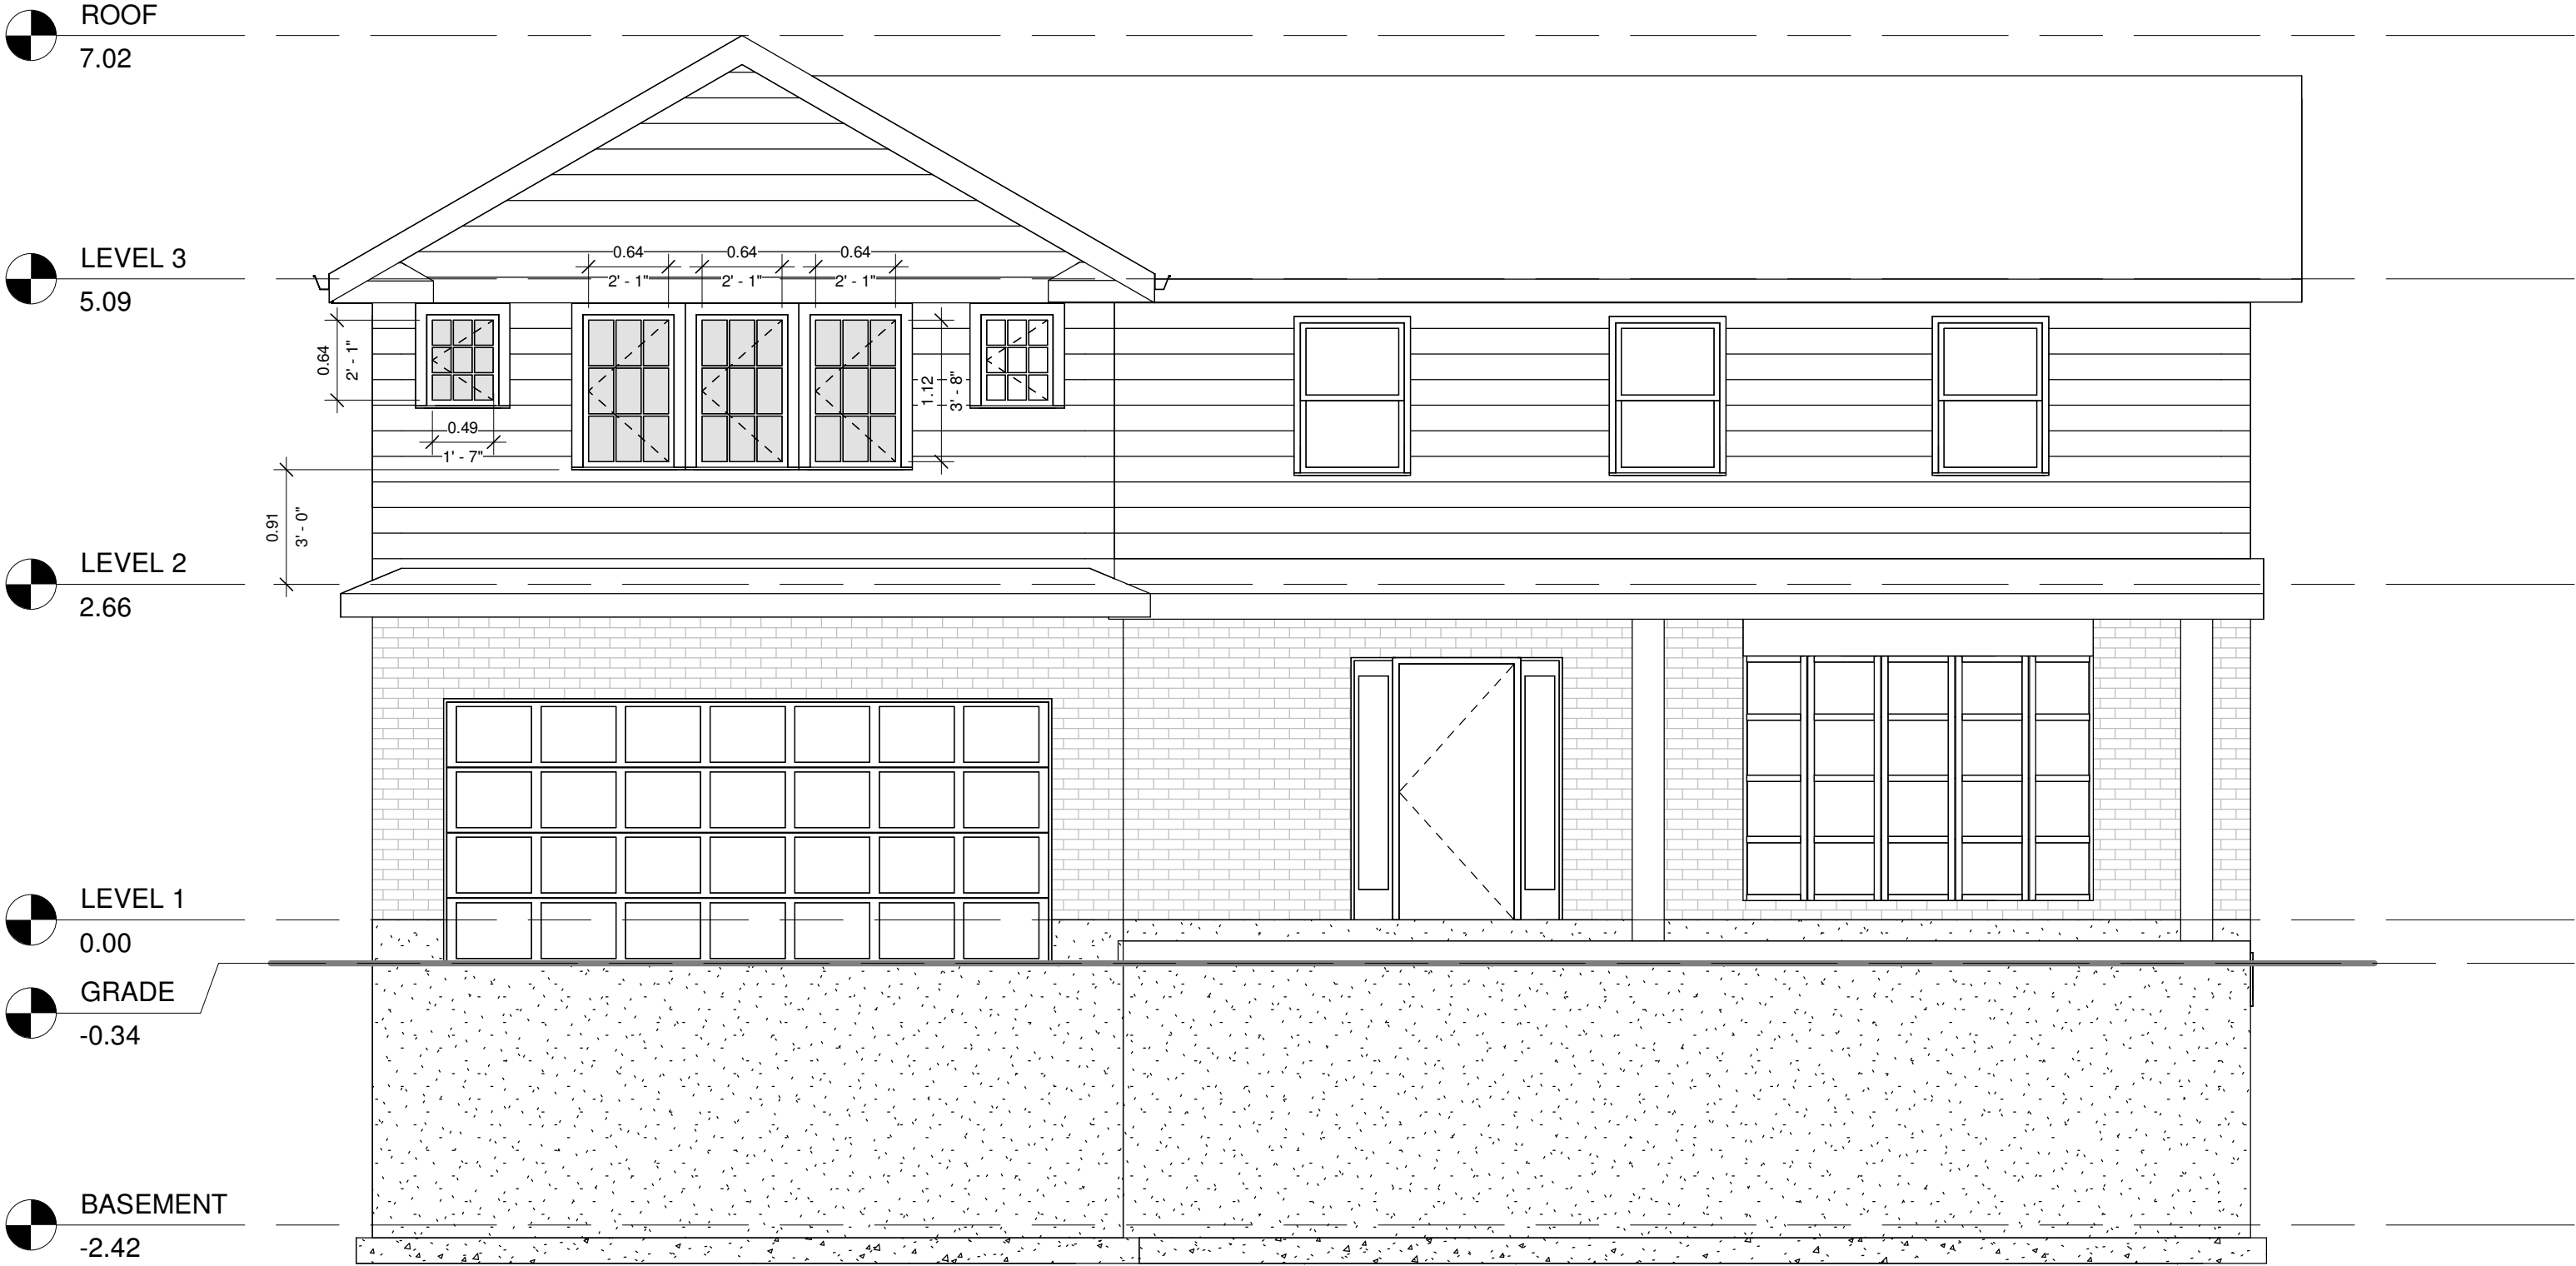 ROOF
7.02
LEVEL 3
5.09
0.64 0.64 0.64
2' - 1" 2' - 1" 2' - 1"
0.64
2' - 1"
1.12
3' - 8"
0.49
1' - 7"
0.91
3' - 0"
LEVEL 2
2.66
LEVEL 1
0.00
GRADE
-0.34
BASEMENT
-2.42